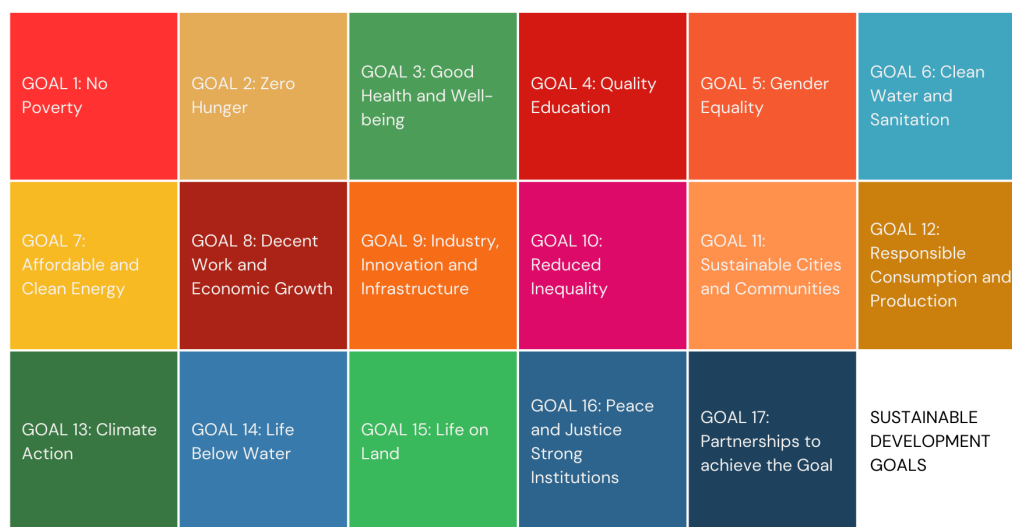 GOAL 1: No
Poverty
GOAL 2: Zero
Hunger
GOAL 3: Good
Health and Well-
being
GOAL 4: Quality
Education
GOAL 5: Gender
Equality
GOAL 6: Clean
Water and
Sanitation
GOAL 7:
Affordable and
Clean Energy
GOAL 8: Decent
Work and
Economic Growth
GOAL 9: Industry,
Innovation and
Infrastructure
GOAL 10:
Reduced
Inequality
GOAL 11:
Sustainable Cities
and Communities
GOAL 12:
Responsible
Consumption and
Production
GOAL 13: Climate
Action
GOAL 14: Life
Below Water
GOAL 15: Life on
Land
GOAL 16: Peace
and Justice
Strong
Institutions
GOAL 17:
Partnerships to
achieve the Goal
SUSTAINABLE
DEVELOPMENT
GOALS